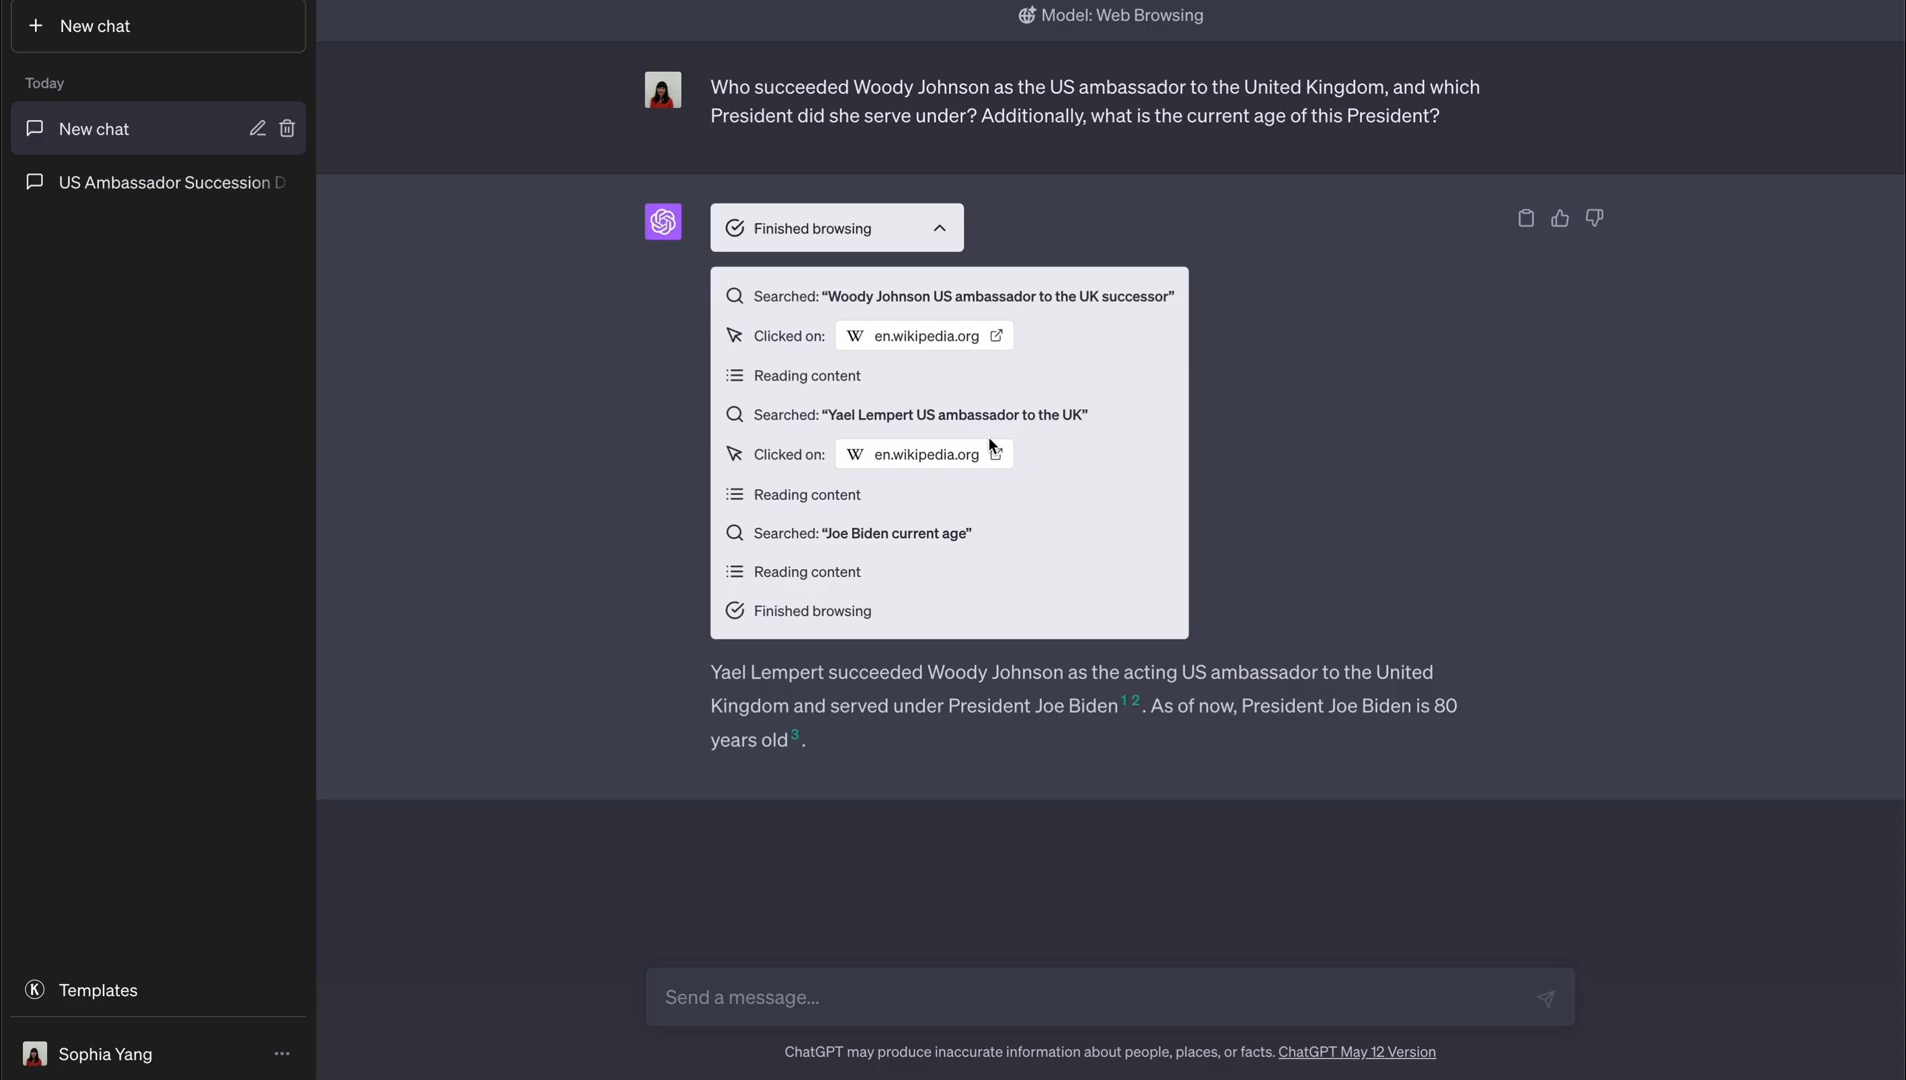 New chat
Today
New chat
US Ambassador Succession D
Templates
Sophia Yang
Model: Web Browsing
Who succeeded Woody Johnson as the US ambassador to the United Kingdom, and which
President did she serve under? Additionally, what is the current age of this President?
Finished browsing
Searched: “Woody Johnson US ambassador to the UK successor”
Clicked on: W en.wikipedia.org
Reading content
Searched: “Yael Lempert US ambassador to the UK”
Clicked on: W en.wikipedia.org
Reading content
Searched: “Joe Biden current age”
Reading content
Finished browsing
Yael Lempert succeeded Woody Johnson as the acting US ambassador to the United
Kingdom and served under President Joe Biden 1 2. As of now, President Joe Biden is 80
years old 3.
Send a message...
ChatGPT may produce inaccurate information about people, places, or facts. ChatGPT May 12 Version